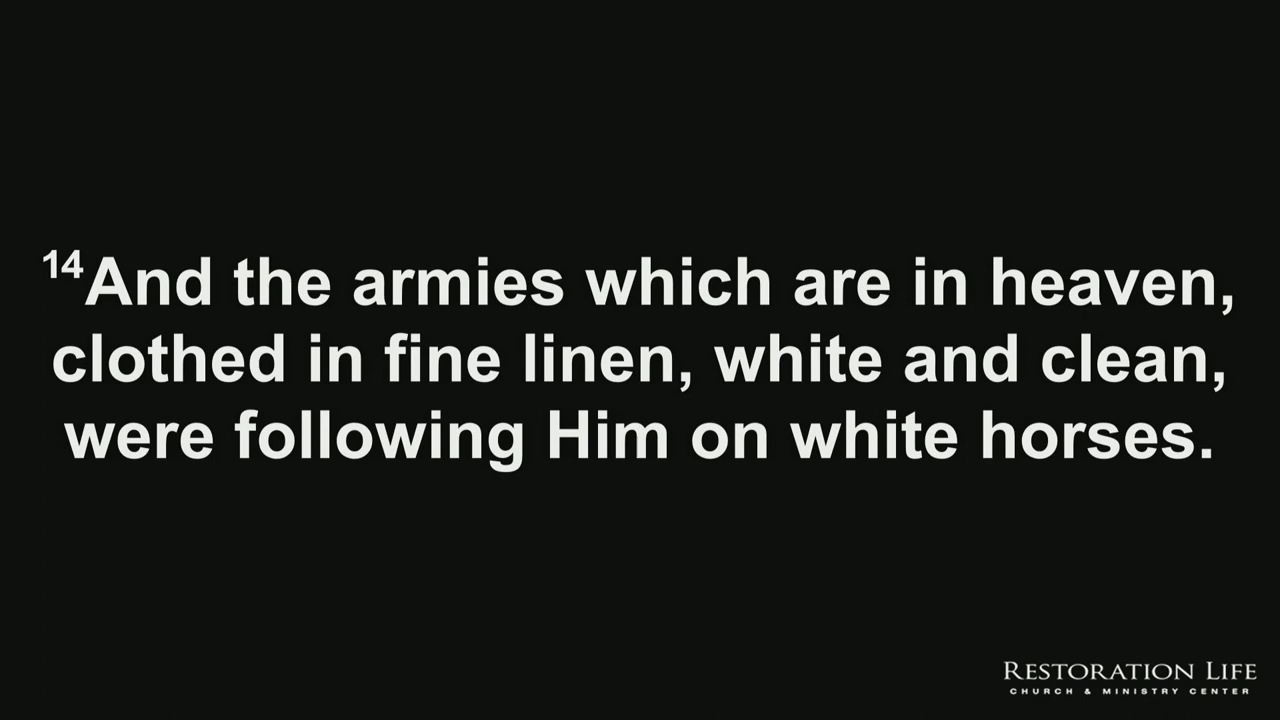 14And the armies which are in heaven,
clothed in fine linen, white and clean,
were following Him on white horses.
RESTORATION LIFE
CHURCH & MINISTRY CENTER